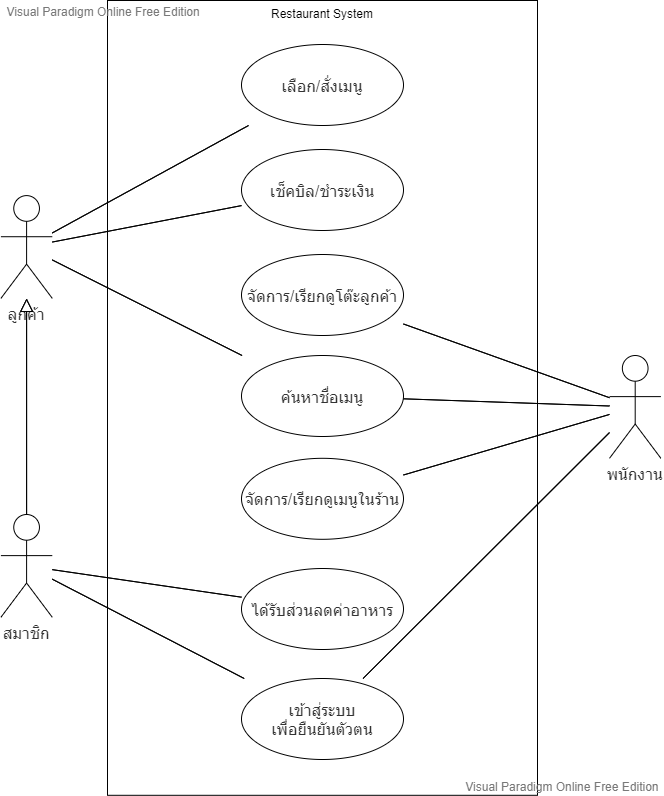 Visual Paradigm Online Free Edition
Restaurant System
เลือก/สั่งเมนู
เช็คบิล/ชำระเงิน
จัดการ/เรียกดูโต๊ะลูกค้า
ลูกค้า
ค้นหาชื่อเมนู
พนักงาน
จัดการ/เรียกดูเมนูในร้าน
ได้รับส่วนลดค่าอาหาร
สมาชิก
เข้าสู่ระบบ
เพื่อยืนยันตัวตน
Visual Paradigm Online Free Edition